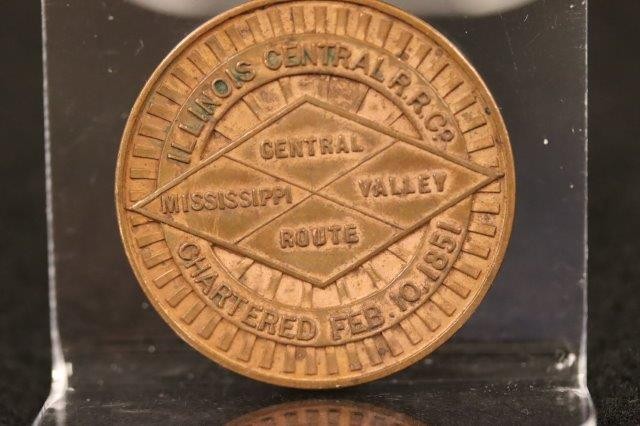 ILLINOIS CENTRAL R.R.Co.
CENTRAL
MISSISSIPPI VALLEY
ROUTE
CHARTERED FEB. 10. 1851